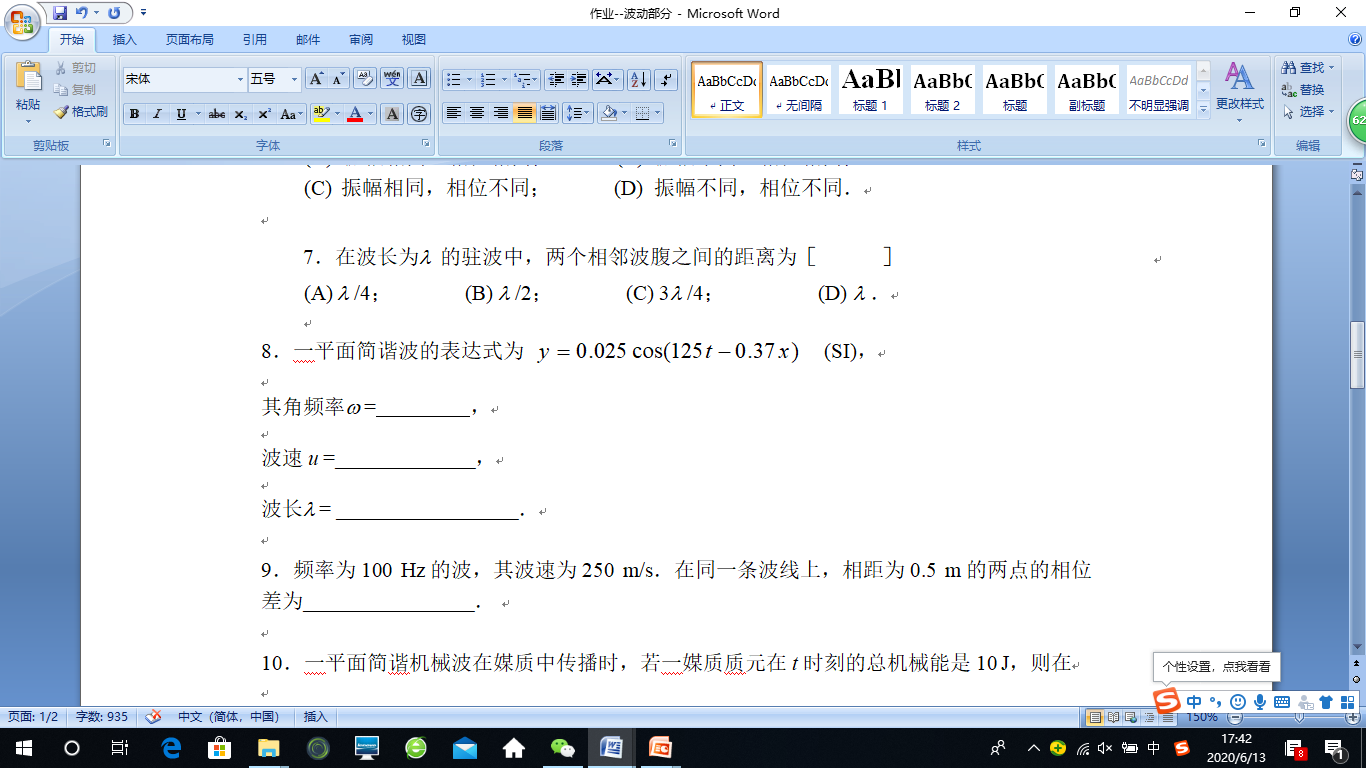 作业--波动部分 - Microsoft Word
开始 插入 页面布局 引用 邮件 审阅 视图
粘贴
剪切
复制
格式刷
宋体 五号
剪贴板 字体 段落 样式 编辑
AaBbCcDd AaBbCcDd AaBl AaBbC AaBbC AaBbC AaBbCcDd
正文 无间隔 标题 1 标题 2 标题 副标题 不明显强调
更改样式
查找
替换
选择
62
(C) 振幅相同，相位不同； (D) 振幅不同，相位不同．
7．在波长为λ 的驻波中，两个相邻波腹之间的距离为［ ］
(A) λ /4； (B) λ /2； (C) 3λ /4； (D) λ ．
8．一平面简谐波的表达式为 y = 0.025 cos(125t − 0.37x) (SI)，
其角频率ω =_________，
波速 u =______________，
波长λ = __________________．
9．频率为 100 Hz 的波，其波速为 250 m/s．在同一条波线上，相距为 0.5 m 的两点的相位
差为_________________．
10．一平面简谐机械波在媒质中传播时，若一媒质质元在 t 时刻的总机械能是 10 J，则在
个性设置，点我看看
中
页面: 1/2 字数: 935 中文(简体，中国) 插入 150%
中
17:42
2020/6/13
8
1